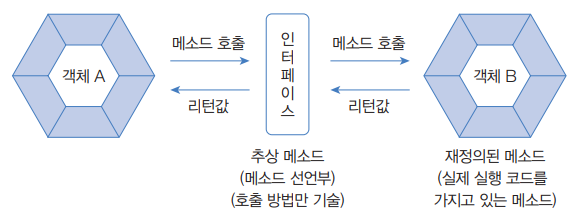 메소드 호출
메소드 호출
객체 A
인터페이스
객체 B
리턴값
리턴값
추상 메소드
(메소드 선언부)
(호출 방법만 기술)
재정의된 메소드
(실제 실행 코드를
가지고 있는 메소드)